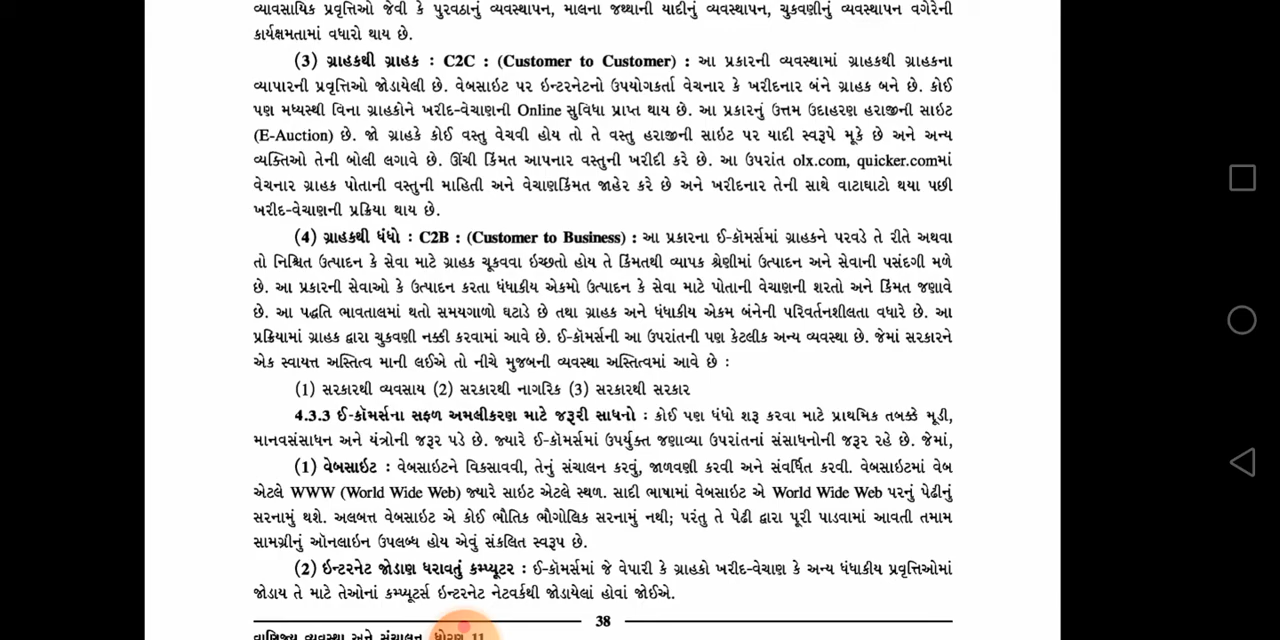 વ્યાવસાયિક પ્રવૃત્તિઓ જેવી કે પુરવઠાનું વ્યવસ્થાપન, માલના જથ્થાની યાદીનું વ્યવસ્થાપન, ચુકવણીનું વ્યવસ્થાપન વગેરેની
કાર્યક્ષમતામાં વધારો થાય છે.
(3) ગ્રાહકથી ગ્રાહક : C2C : (Customer to Customer) : આ પ્રકારની વ્યવસ્થામાં ગ્રાહકથી ગ્રાહકના
વ્યાપારની પ્રવૃત્તિઓ જોડાયેલી છે. વેબસાઇટ પર ઇન્ટરનેટનો ઉપયોગકર્તા વેચનાર કે ખરીદનાર બંને ગ્રાહક બને છે. કોઈ
પણ મધ્યસ્થી વિના ગ્રાહકોને ખરીદ-વેચાણની Online સુવિધા પ્રાપ્ત થાય છે. આ પ્રકારનું ઉત્તમ ઉદાહરણ હરાજીની સાઇટ
(E-Auction) છે. જો ગ્રાહકે કોઈ વસ્તુ વેચવી હોય તો તે વસ્તુ હરાજીની સાઇટ પર યાદી સ્વરૂપે મૂકે છે અને અન્ય
વ્યક્તિઓ તેની બોલી લગાવે છે. ઊંચી કિંમત આપનાર વસ્તુની ખરીદી કરે છે. આ ઉપરાંત olx.com, quicker.comમાં
વેચનાર ગ્રાહક પોતાની વસ્તુની માહિતી અને વેચાણકિંમત જાહેર કરે છે અને ખરીદનાર તેની સાથે વાટાઘાટો થયા પછી
ખરીદ-વેચાણની પ્રક્રિયા થાય છે.
(4) ગ્રાહકથી ધંધો : C2B : (Customer to Business) : આ પ્રકારના ઈ-કૉમર્સમાં ગ્રાહકને પરવડે તે રીતે અથવા
તો નિશ્ચિત ઉત્પાદન કે સેવા માટે ગ્રાહક ચૂકવવા ઇચ્છતો હોય તે કિંમતથી વ્યાપક શ્રેણીમાં ઉત્પાદન અને સેવાની પસંદગી મળે
છે. આ પ્રકારની સેવાઓ કે ઉત્પાદન કરતા ધંધાકીય એકમો ઉત્પાદન કે સેવા માટે પોતાની વેચાણની શરતો અને કિંમત જણાવે
છે. આ પદ્ધતિ ભાવતાલમાં થતો સમયગાળો ઘટાડે છે તથા ગ્રાહક અને ધંધાકીય એકમ બંનેની પરિવર્તનશીલતા વધારે છે. આ
પ્રક્રિયામાં ગ્રાહક દ્વારા ચુકવણી નક્કી કરવામાં આવે છે. ઈ-કૉમર્સની આ ઉપરાંતની પણ કેટલીક અન્ય વ્યવસ્થા છે. જેમાં સરકારને
એક સ્વાયત્ત અસ્તિત્વ માની લઈએ તો નીચે મુજબની વ્યવસ્થા અસ્તિત્વમાં આવે છે :
(1) સરકારથી વ્યવસાય (2) સરકારથી નાગરિક (3) સરકારથી સરકાર
4.3.3 ઈ-કૉમર્સના સફળ અમલીકરણ માટે જરૂરી સાધનો : કોઈ પણ ધંધો શરૂ કરવા માટે પ્રાથમિક તબક્કે મૂડી,
માનવસંસાધન અને યંત્રોની જરૂર પડે છે. જ્યારે ઈ-કૉમર્સમાં ઉપર્યુક્ત જણાવ્યા ઉપરાંતનાં સંસાધનોની જરૂર રહે છે. જેમાં,
(1) વેબસાઇટ : વેબસાઇટને વિકસાવવી, તેનું સંચાલન કરવું, જાળવણી કરવી અને સંવર્ધિત કરવી. વેબસાઇટમાં વેબ
એટલે WWW (World Wide Web) જ્યારે સાઇટ એટલે સ્થળ. સાદી ભાષામાં વેબસાઇટ એ World Wide Web પરનું પેઢીનું
સરનામું થશે. અલબત્ત વેબસાઇટ એ કોઈ ભૌતિક ભૌગોલિક સરનામું નથી; પરંતુ તે પેઢી દ્વારા પૂરી પાડવામાં આવતી તમામ
સામગ્રીનું ઑનલાઇન ઉપલબ્ધ હોય એવું સંકલિત સ્વરૂપ છે.
(2) ઇન્ટરનેટ જોડાણ ધરાવતું કમ્પ્યૂટર : ઈ-કૉમર્સમાં જે વેપારી કે ગ્રાહકો ખરીદ-વેચાણ કે અન્ય ધંધાકીય પ્રવૃત્તિઓમાં
જોડાય તે માટે તેઓનાં કમ્પ્યૂટર્સ ઇન્ટરનેટ નેટવર્કથી જોડાયેલાં હોવાં જોઈએ.
38
વાણિજ્ય વ્યવસ્થા અને સંચાલન, ધોરણ 11